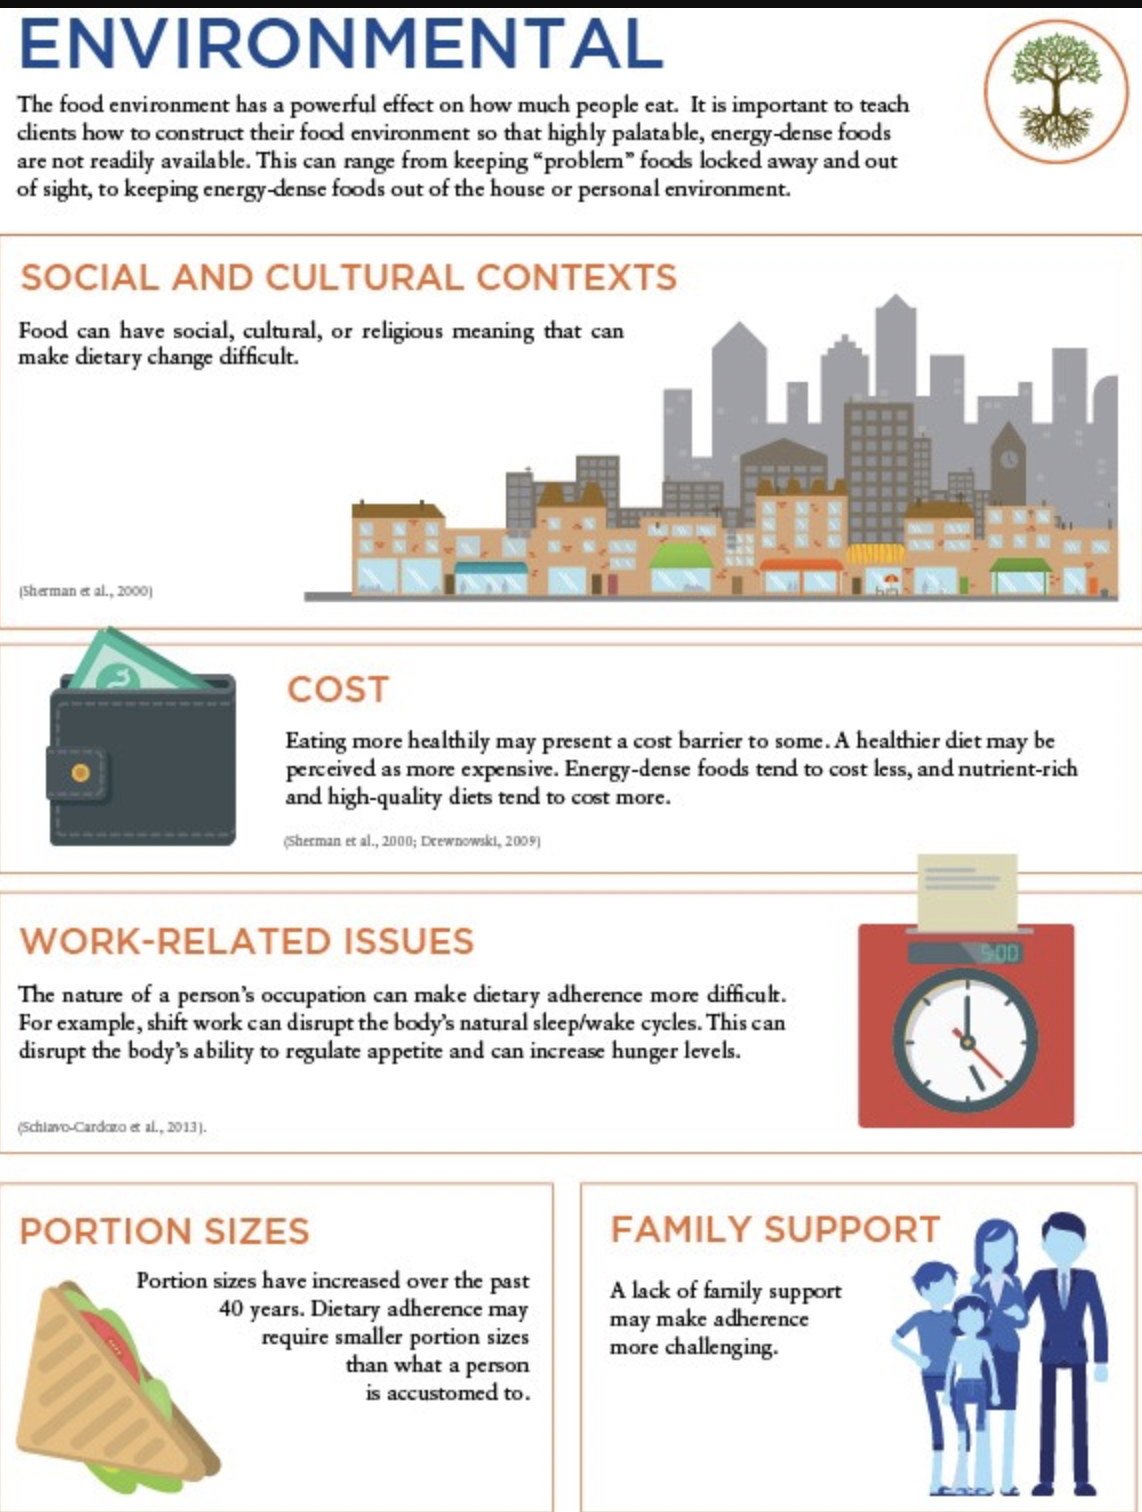 ENVIRONMENTAL
The food environment has a powerful effect on how much people eat. It is important to teach
clients how to construct their food environment so that highly palatable, energy-dense foods
are not readily available. This can range from keeping “problem” foods locked away and out
of sight, to keeping energy-dense foods out of the house or personal environment.
SOCIAL AND CULTURAL CONTEXTS
Food can have social, cultural, or religious meaning that can
make dietary change difficult.
(Sherman et al., 2000)
COST
Eating more healthily may present a cost barrier to some. A healthier diet may be
perceived as more expensive. Energy-dense foods tend to cost less, and nutrient-rich
and high-quality diets tend to cost more.
(Sherman et al., 2000; Drewnowski, 2009)
WORK-RELATED ISSUES
The nature of a person’s occupation can make dietary adherence more difficult.
For example, shift work can disrupt the body’s natural sleep/wake cycles. This can
disrupt the body’s ability to regulate appetite and can increase hunger levels.
(Schiavo-Cardozo et al., 2013).
5:00
PORTION SIZES
Portion sizes have increased over the past
40 years. Dietary adherence may
require smaller portion sizes
than what a person
is accustomed to.
FAMILY SUPPORT
A lack of family support
may make adherence
more challenging.